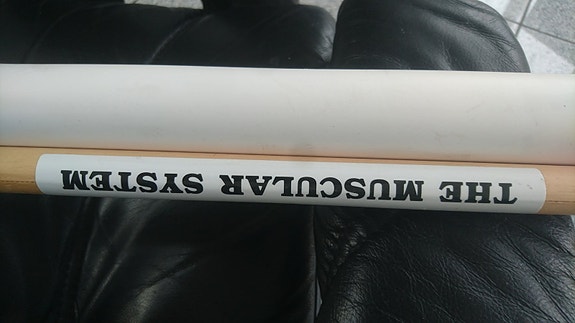 THE MUSCULAR SYSTEM